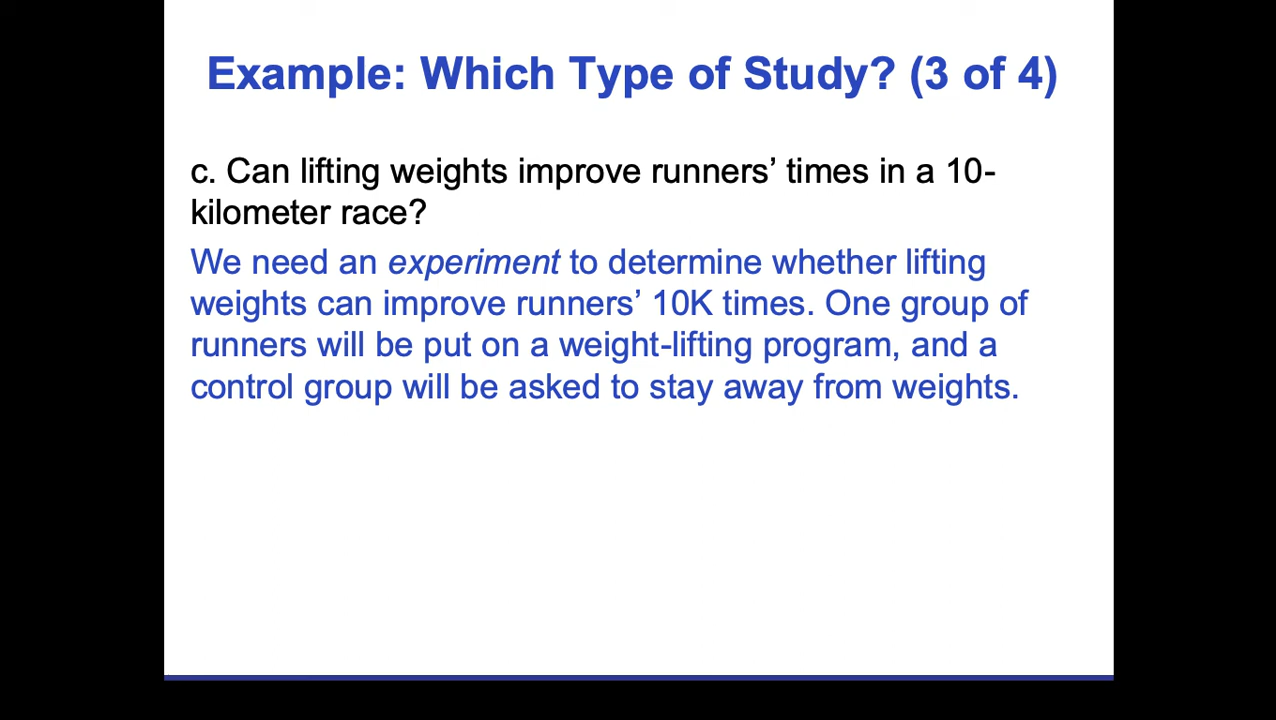 Example: Which Type of Study? (3 of 4)
c. Can lifting weights improve runners’ times in a 10-
kilometer race?
We need an experiment to determine whether lifting
weights can improve runners’ 10K times. One group of
runners will be put on a weight-lifting program, and a
control group will be asked to stay away from weights.